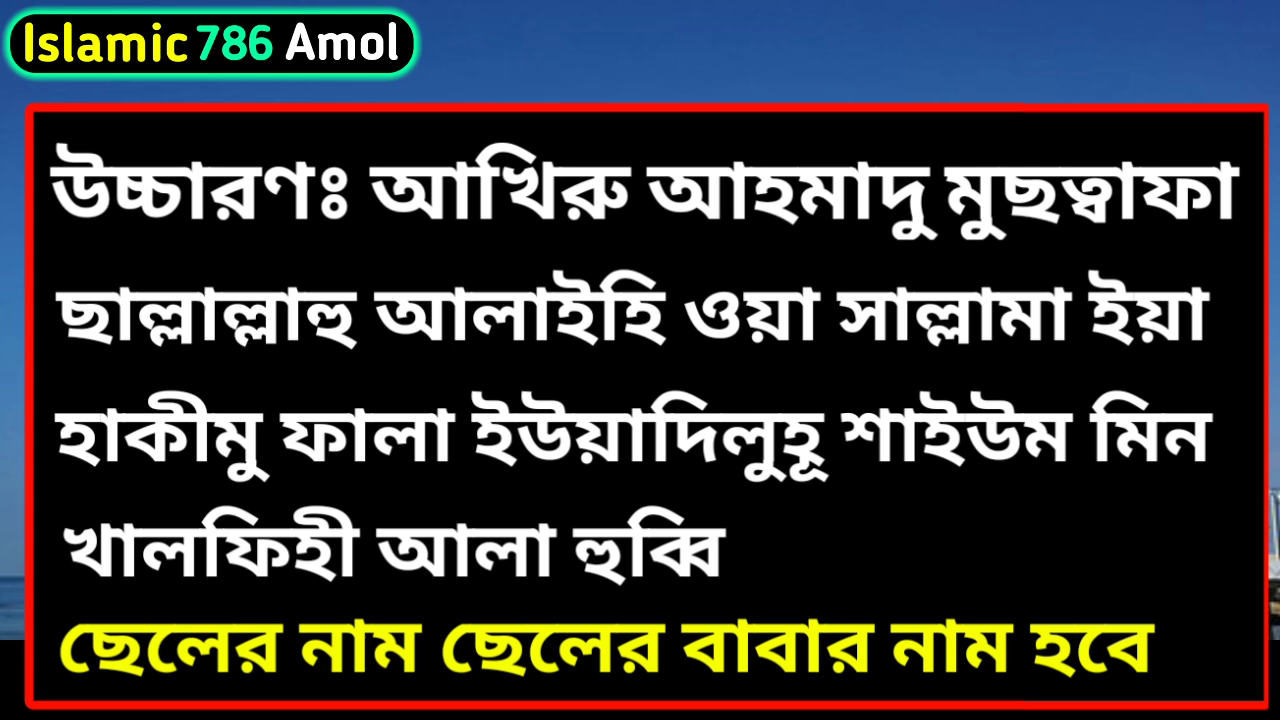 Islamic 786 Amol
উচ্চারণঃ আখিরু আহমাদু মুছত্বাফা
ছাল্লাল্লাহু আলাইহি ওয়া সাল্লামা ইয়া
হাকীমু ফালা ইউয়াদিলুহূ শাইউম মিন
খালফিহী আলা হুব্বি
ছেলের নাম ছেলের বাবার নাম হবে